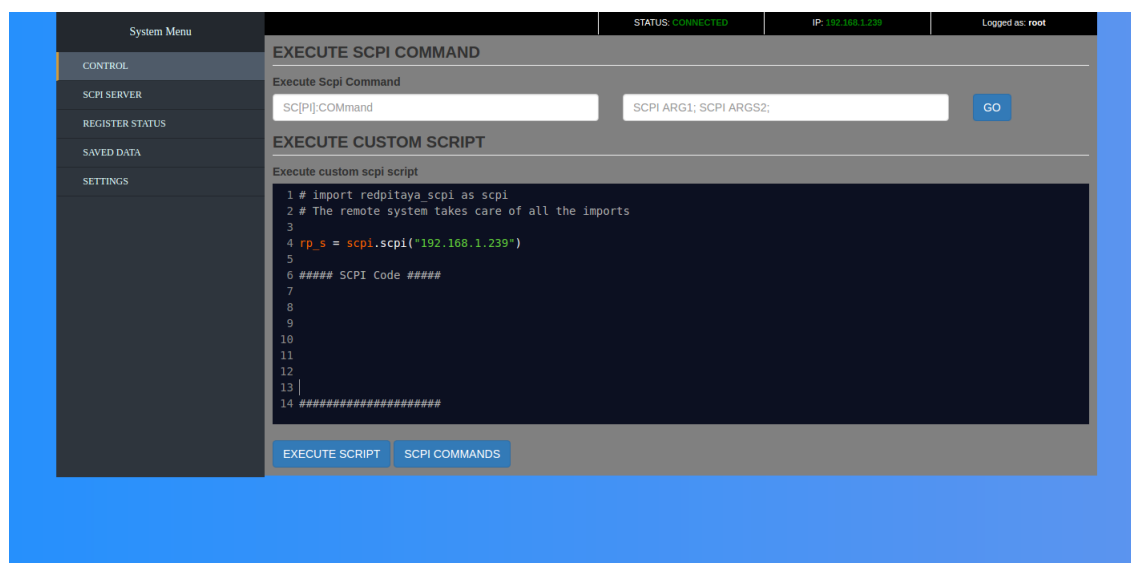 System Menu
STATUS: CONNECTED
IP: 192.168.1.239
Logged as: root
CONTROL
SCPI SERVER
REGISTER STATUS
SAVED DATA
SETTINGS
EXECUTE SCPI COMMAND
Execute Scpi Command
SC[PI]:COMmand
SCPI ARG1; SCPI ARGS2;
GO
EXECUTE CUSTOM SCRIPT
Execute custom scpi script
1 # import redpitaya_scpi as scpi
2 # The remote system takes care of all the imports
3
4 rp_s = scpi.scpi("192.168.1.239")
5
6 ##### SCPI Code #####
7
8
9
10
11
12
13
14 #####################
EXECUTE SCRIPT
SCPI COMMANDS